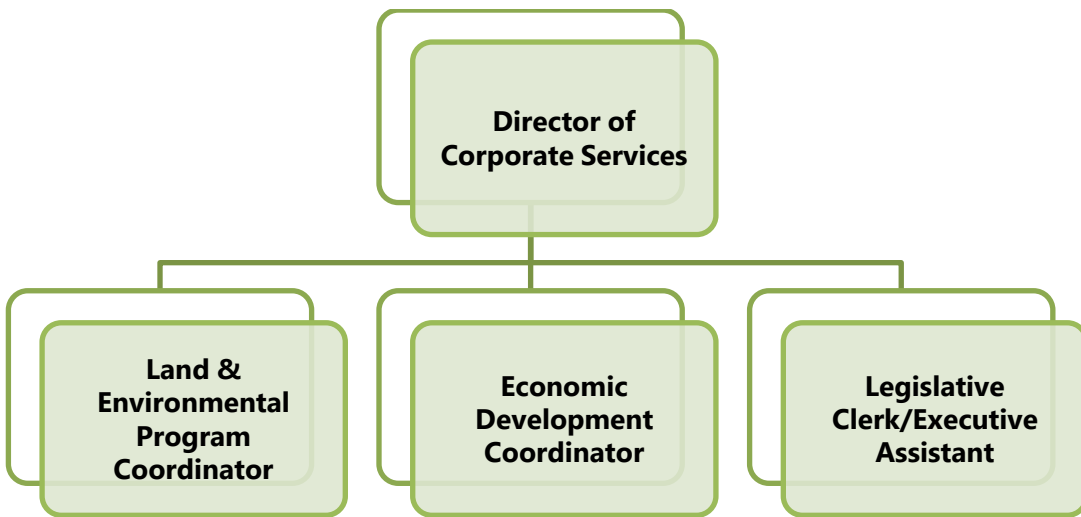 Director of
Corporate Services
Land &
Environmental
Program
Coordinator
Economic
Development
Coordinator
Legislative
Clerk/Executive
Assistant